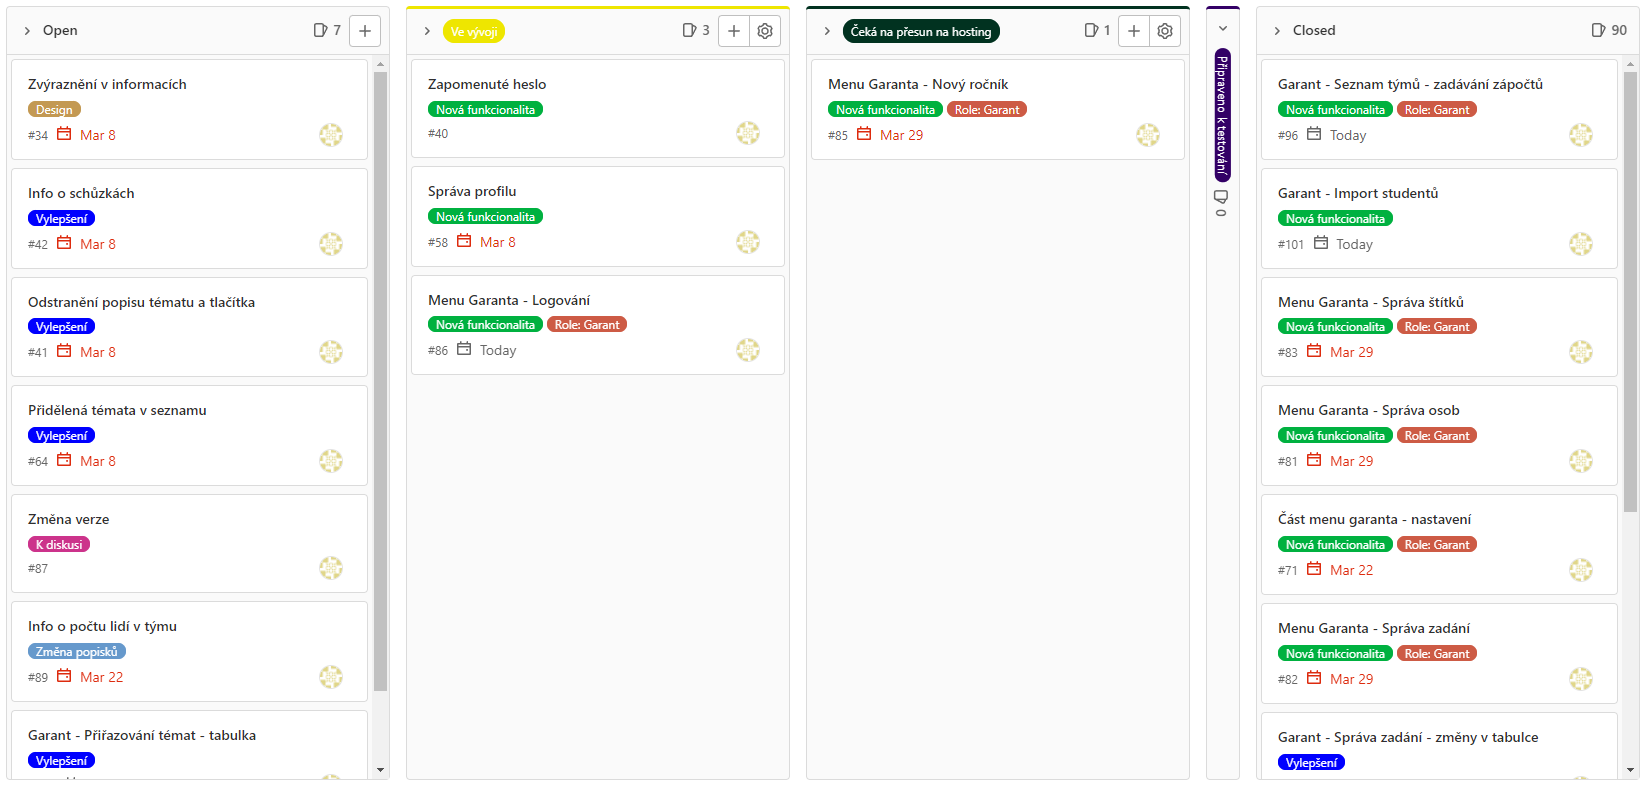 Open
7
Zvýraznění v informacích
Design
#34 Mar 8
Info o schůzkách
Vylepšení
#42 Mar 8
Odstranění popisu tématu a tlačítka
Vylepšení
#41 Mar 8
Přidělená témata v seznamu
Vylepšení
#64 Mar 8
Změna verze
K diskusi
#87
Info o počtu lidí v týmu
Změna popisků
#89 Mar 22
Garant - Přiřazování témat - tabulka
Vylepšení
Ve vývoji
3
Zapomenuté heslo
Nová funkcionalita
#40
Správa profilu
Nová funkcionalita
#58 Mar 8
Menu Garanta - Logování
Nová funkcionalita Role: Garant
#86 Today
Čeká na přesun na hosting
1
Menu Garanta - Nový ročník
Nová funkcionalita Role: Garant
#85 Mar 29
Připraveno k testování
0
Closed
90
Garant - Seznam týmů - zadávání zápočtů
Nová funkcionalita Role: Garant
#96 Today
Garant - Import studentů
Nová funkcionalita
#101 Today
Menu Garanta - Správa štítků
Nová funkcionalita Role: Garant
#83 Mar 29
Menu Garanta - Správa osob
Nová funkcionalita Role: Garant
#81 Mar 29
Část menu garanta - nastavení
Nová funkcionalita Role: Garant
#71 Mar 22
Menu Garanta - Správa zadání
Nová funkcionalita Role: Garant
#82 Mar 29
Garant - Správa zadání - změny v tabulce
Vylepšení